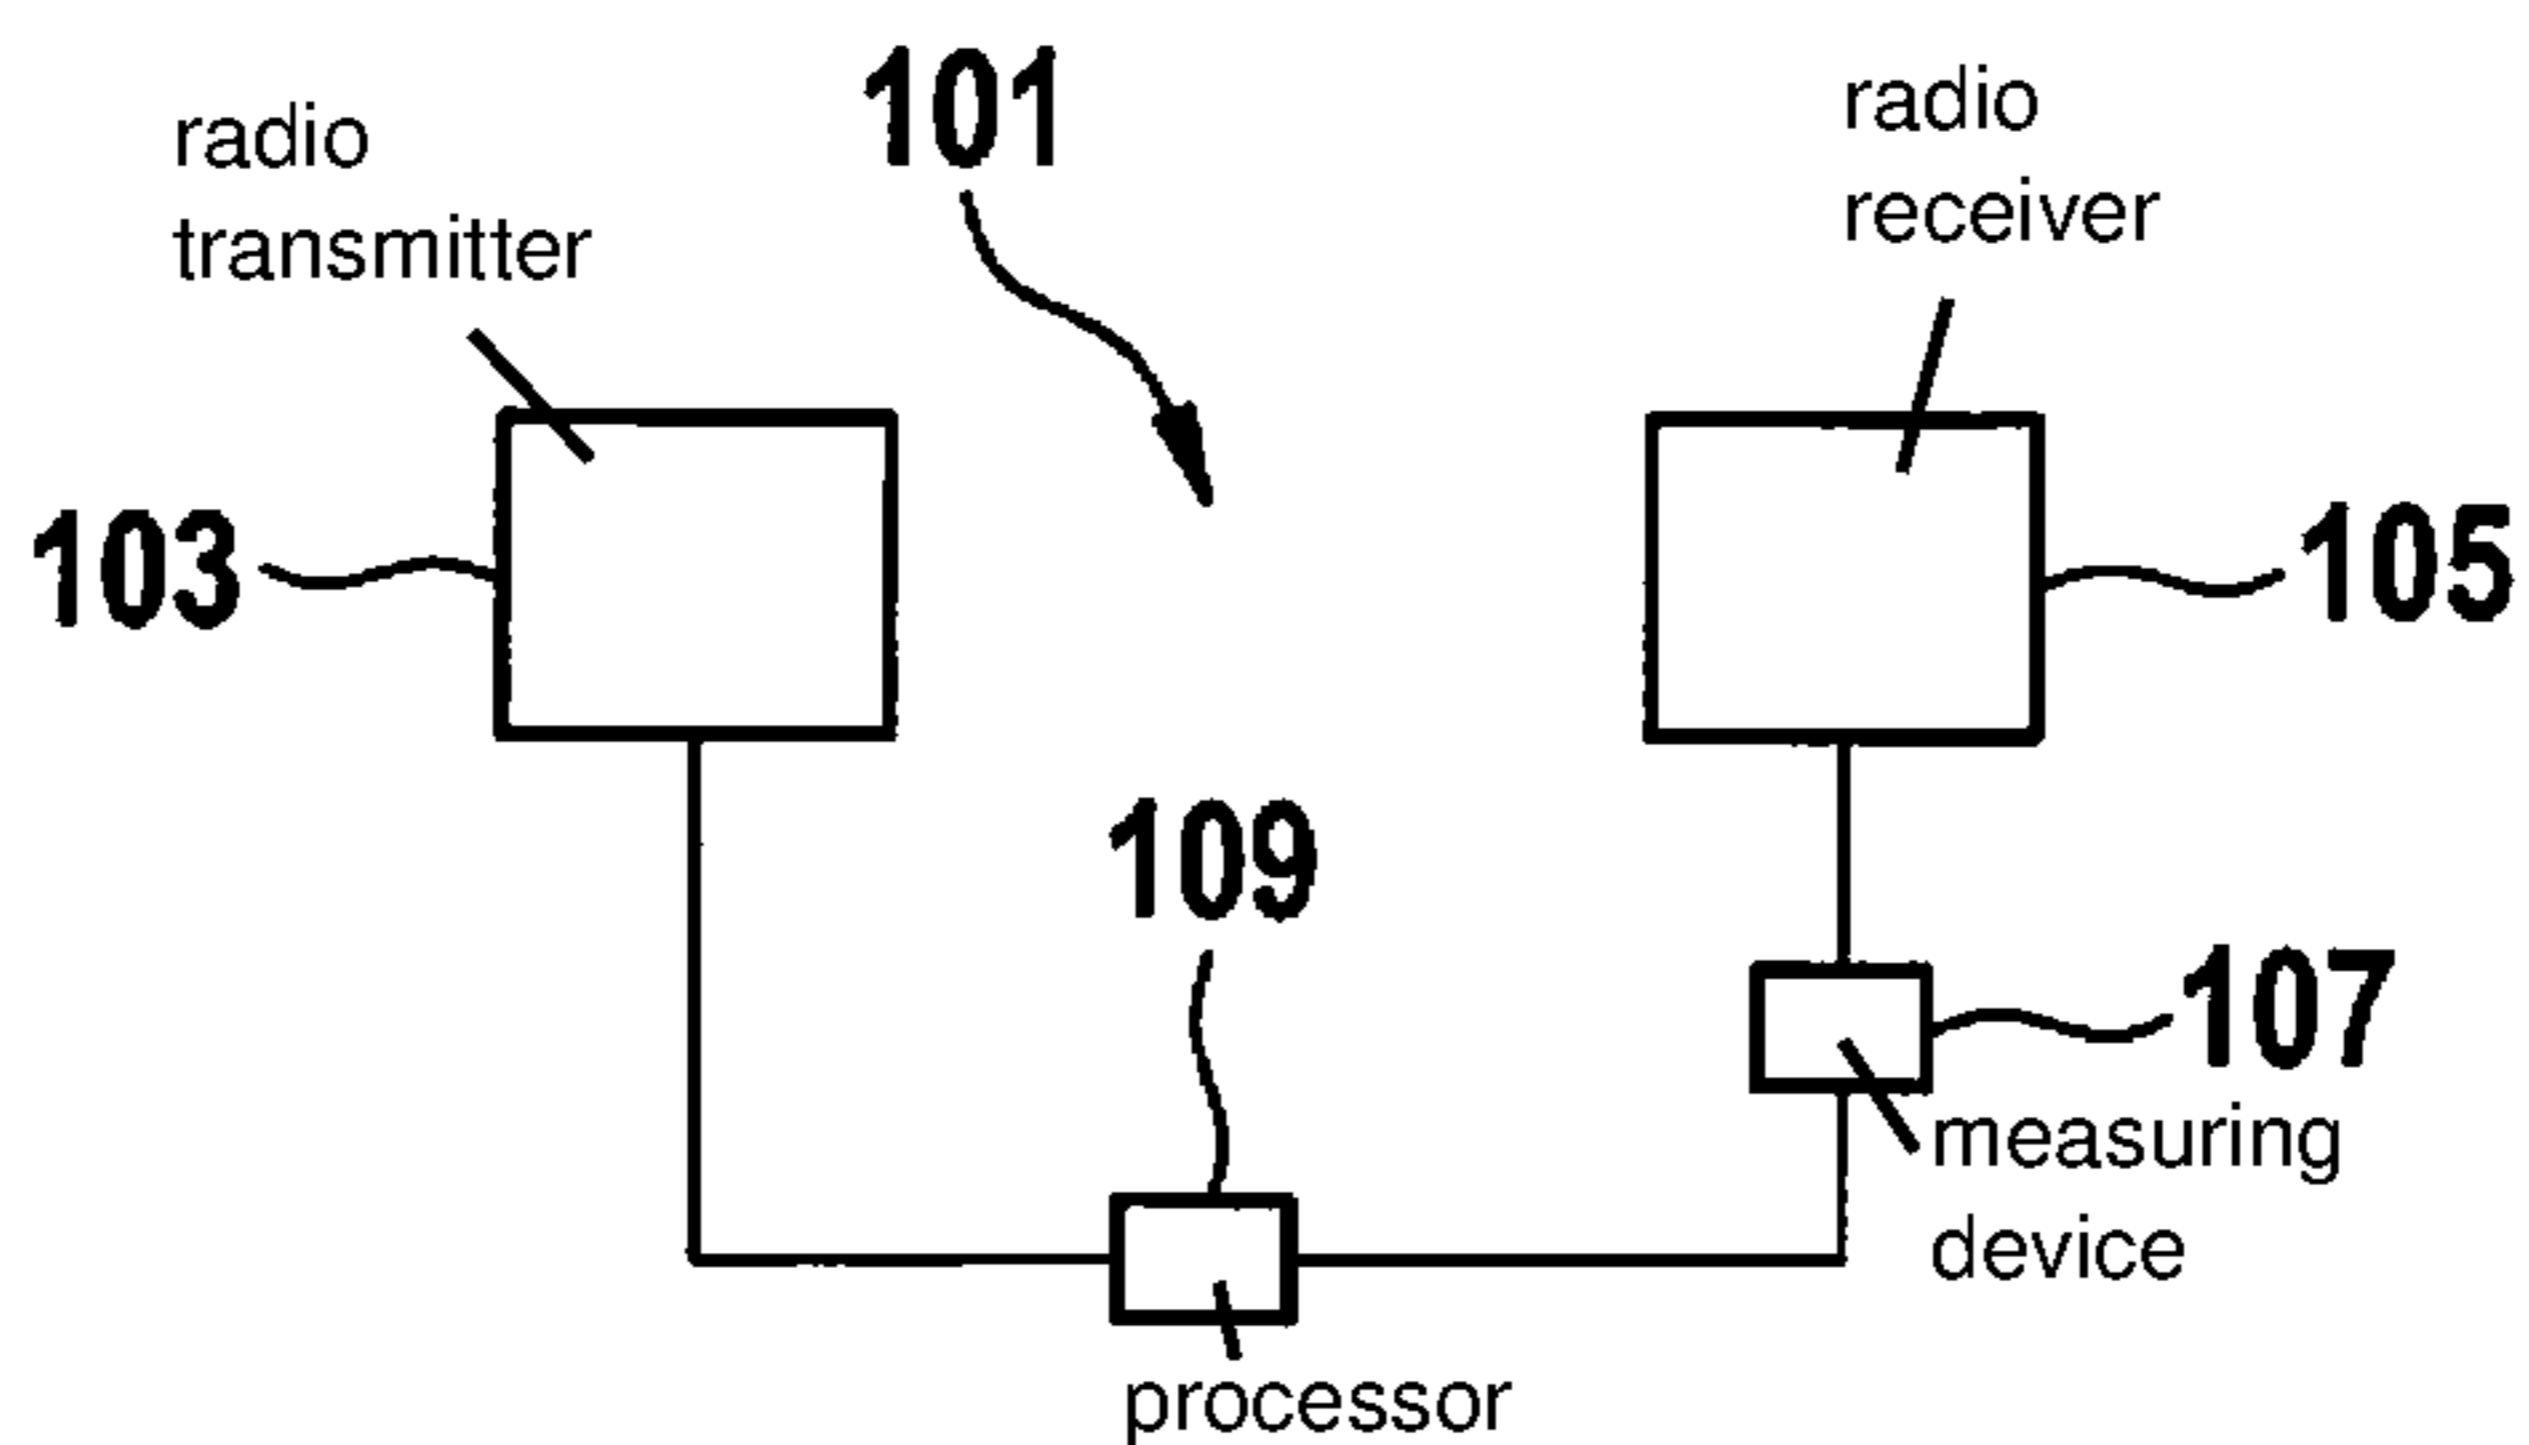 101
radio
transmitter
radio
receiver
103
105
109
107
measuring
device
processor